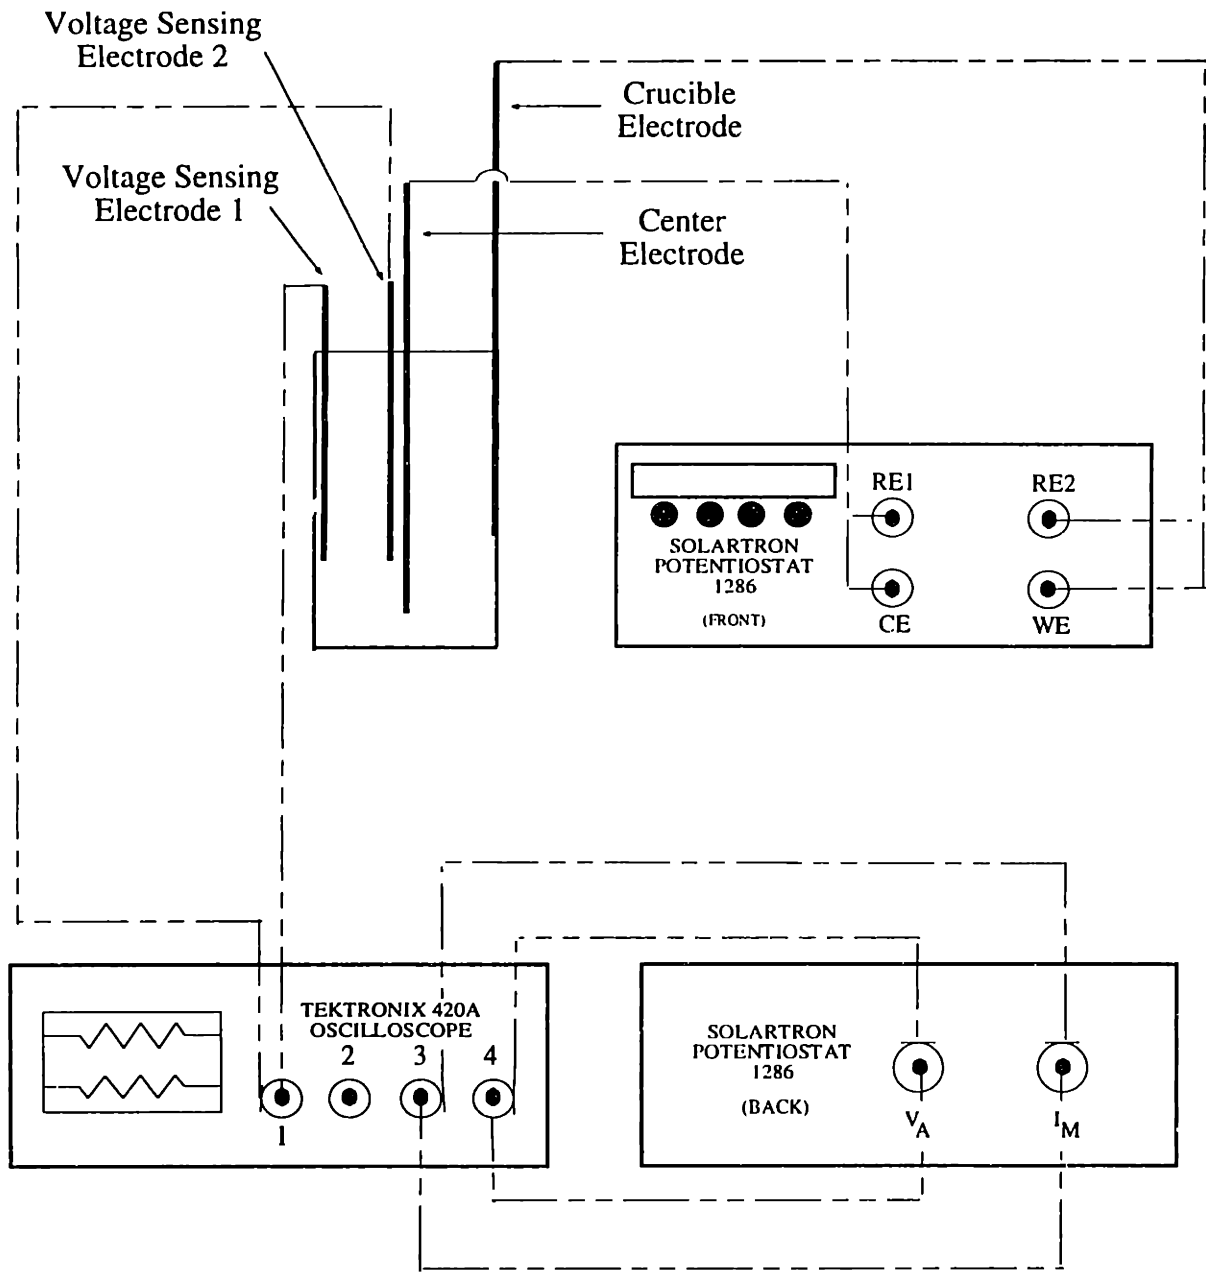 Voltage Sensing
Electrode 2
Crucible
Electrode
Voltage Sensing
Electrode 1
Center
Electrode
RE1
RE2
SOLARTRON
POTENTIOSTAT
1286
(FRONT)
CE
WE
TEKTRONIX 420A
OSCILLOSCOPE
2
3
4
1
SOLARTRON
POTENTIOSTAT
1286
(BACK)
VA
IM